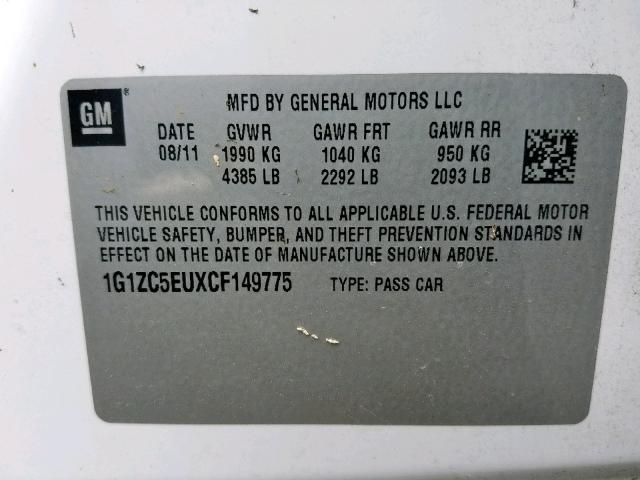 GM ®
MFD BY GENERAL MOTORS LLC
DATE GVWR GAWR FRT GAWR RR
08/11 1990 KG 1040 KG 950 KG
4385 LB 2292 LB 2093 LB
THIS VEHICLE CONFORMS TO ALL APPLICABLE U.S. FEDERAL MOTOR
VEHICLE SAFETY, BUMPER, AND THEFT PREVENTION STANDARDS IN
EFFECT ON THE DATE OF MANUFACTURE SHOWN ABOVE.
1G1ZC5EUXCF149775 TYPE: PASS CAR